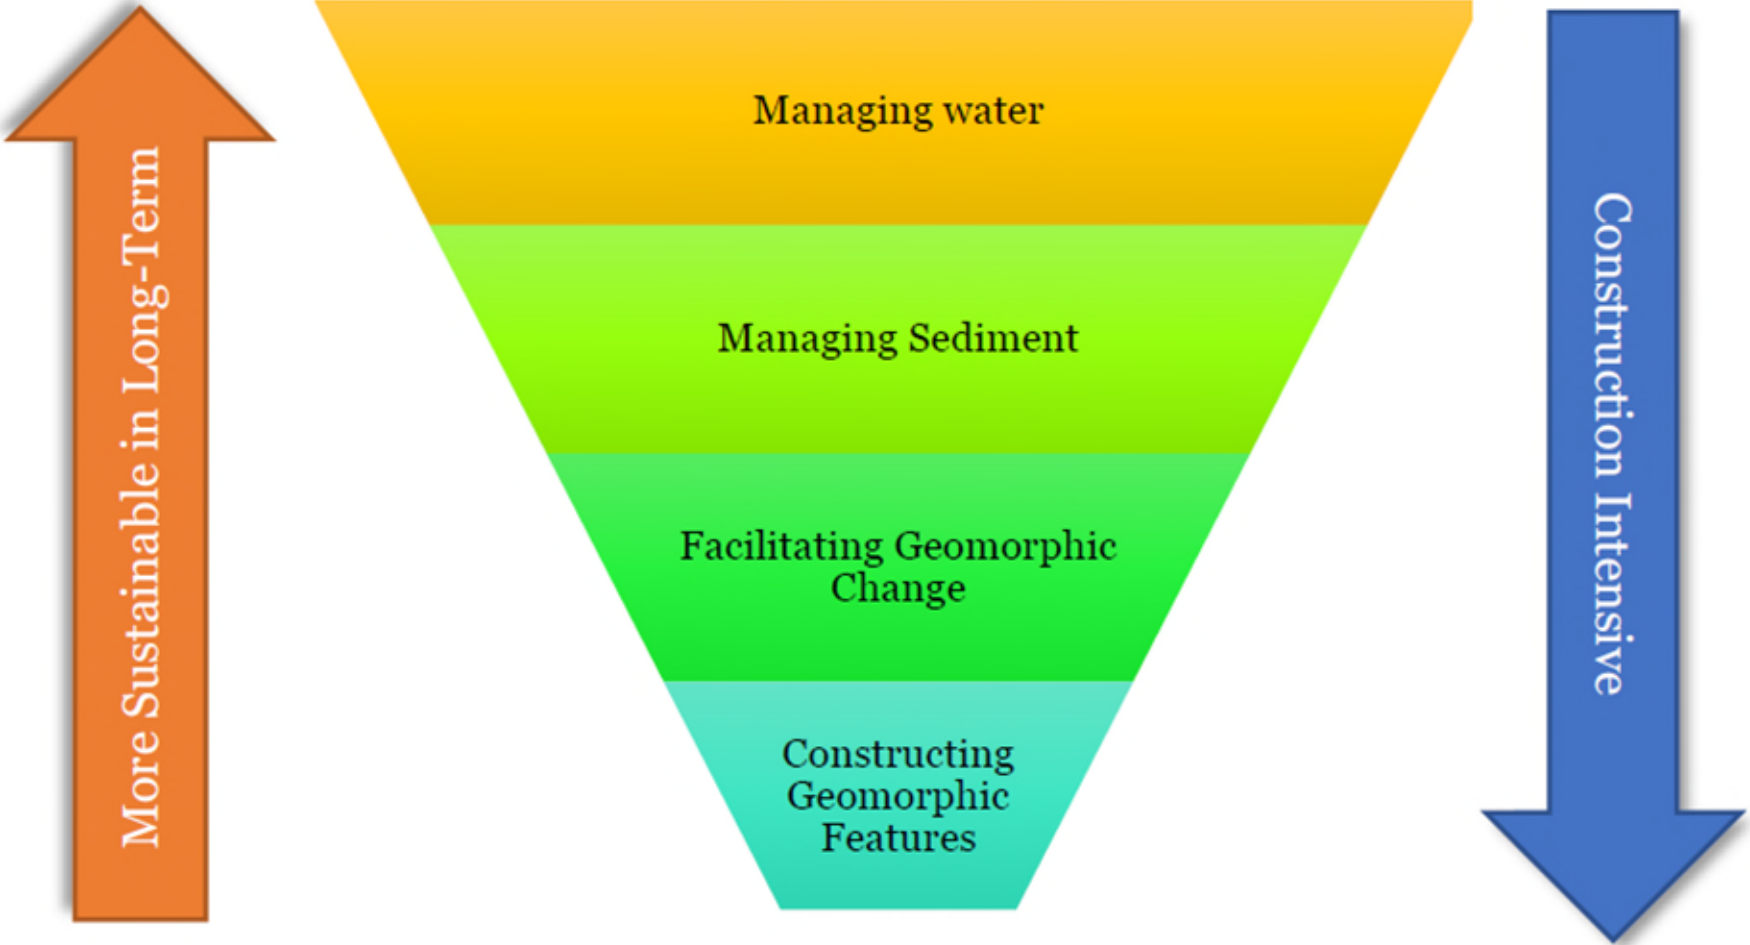 More Sustainable in Long-Term
Managing water
Managing Sediment
Facilitating Geomorphic
Change
Constructing
Geomorphic
Features
Construction Intensive